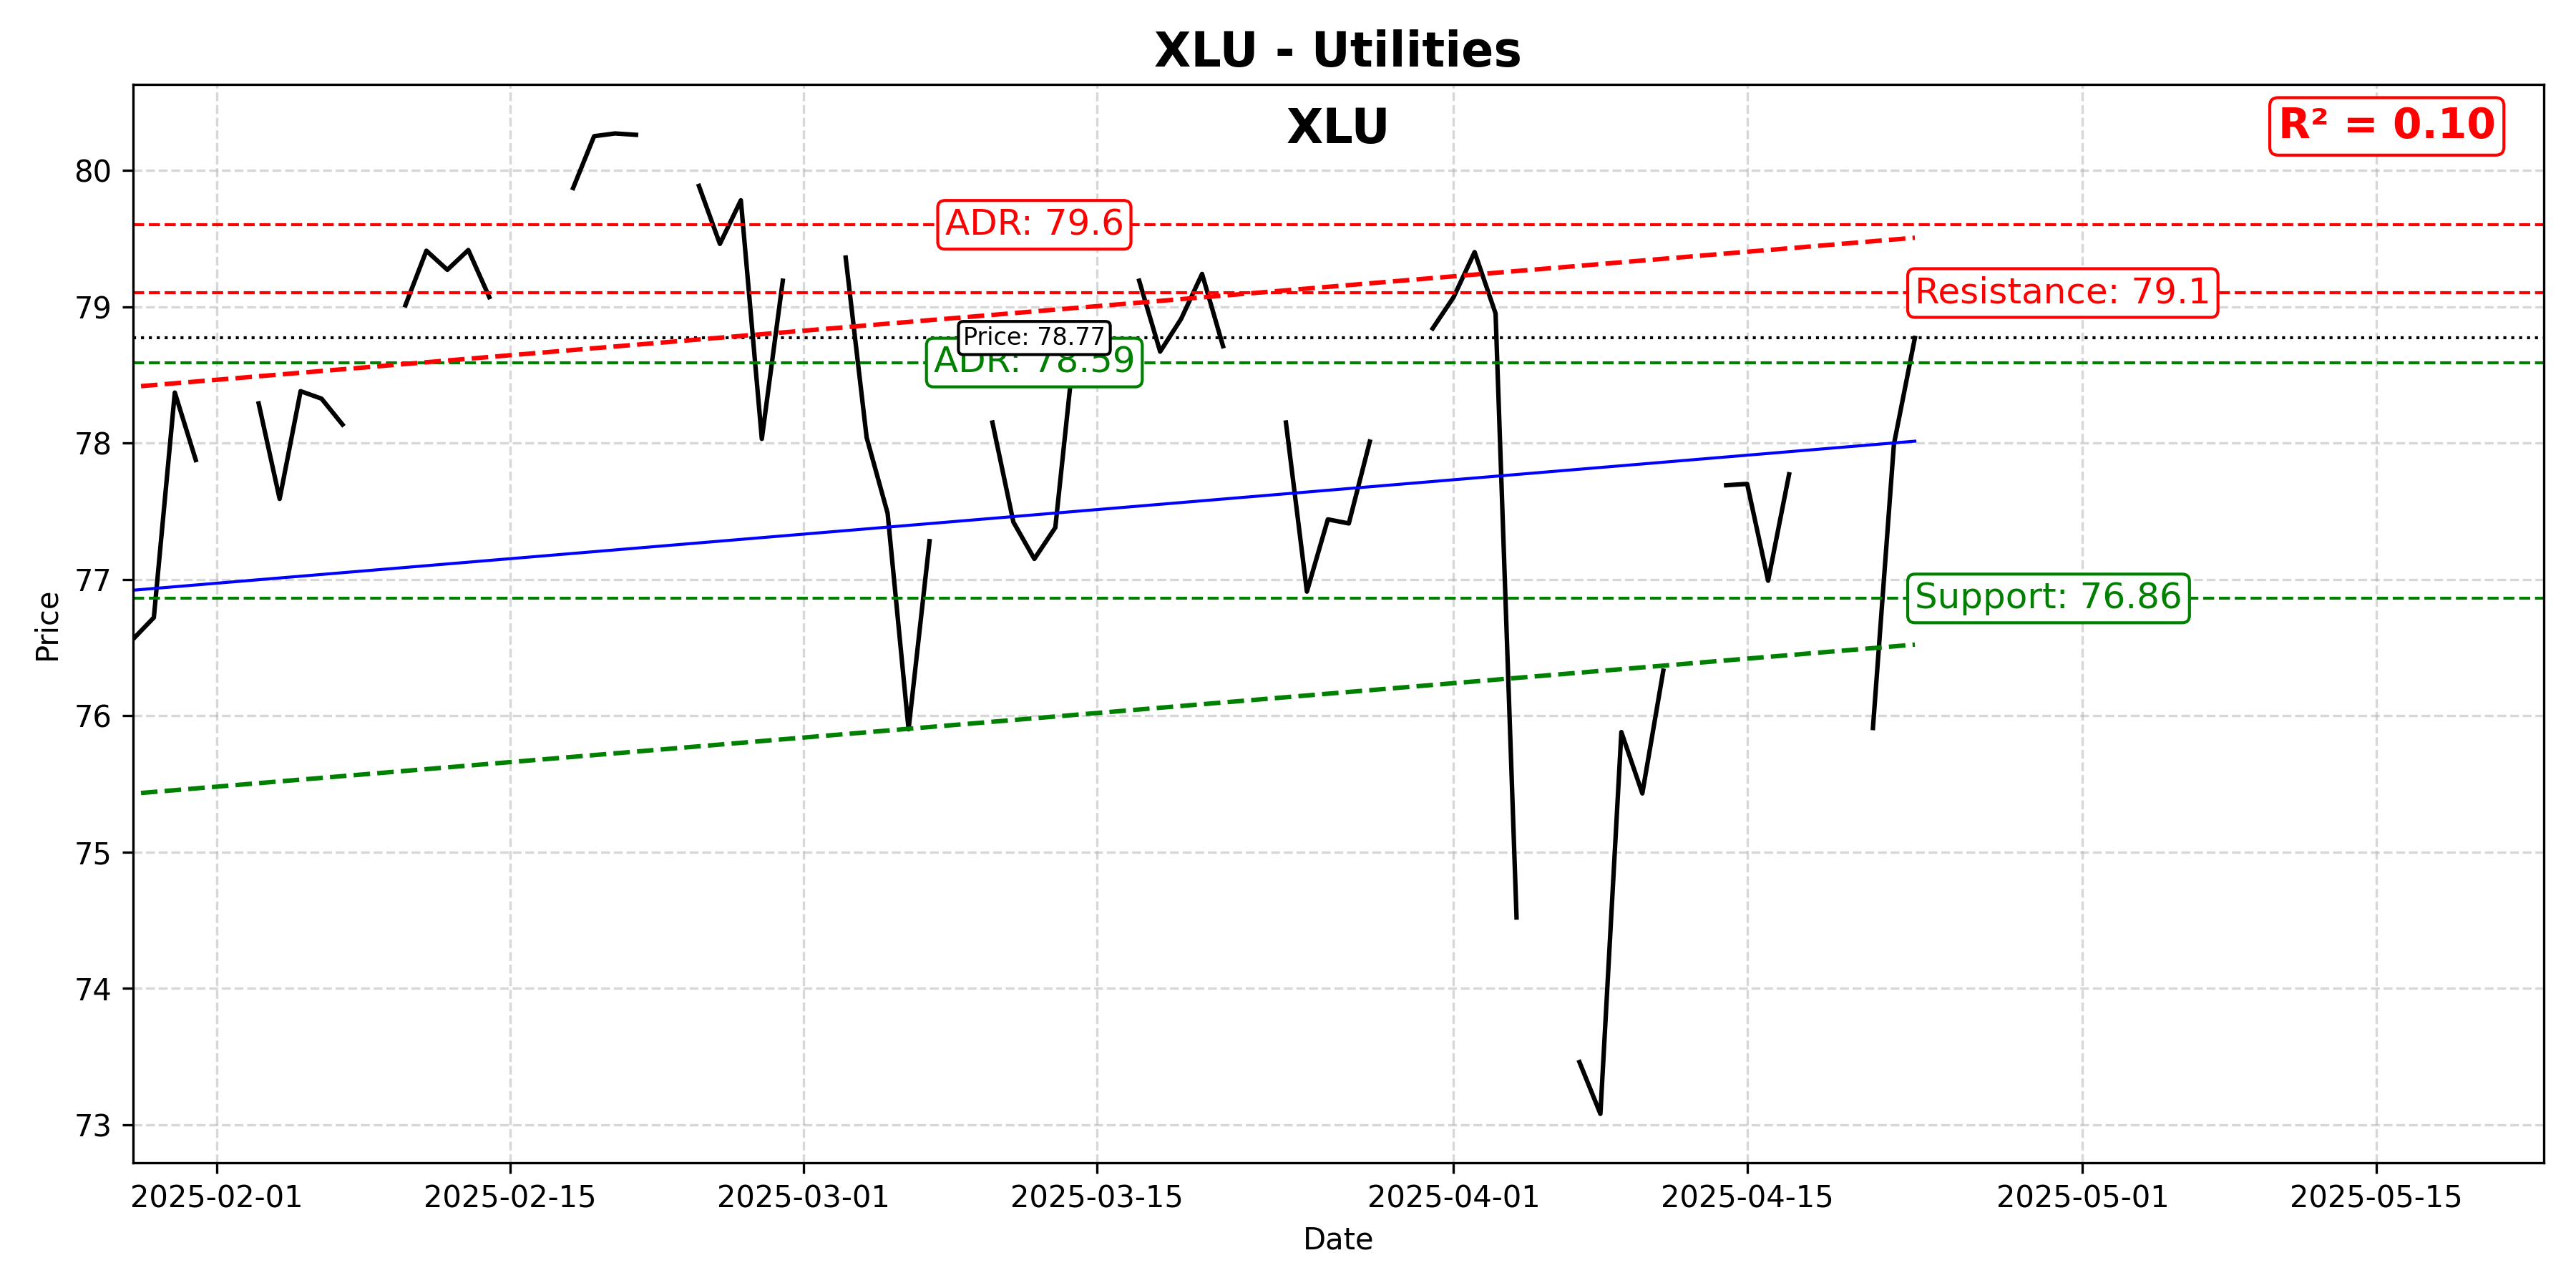 XLU - Utilities
XLU
R² = 0.10
80
79
78
77
76
75
74
73
Price
ADR: 79.6
Resistance: 79.1
Price: 78.77
ADR: 78.59
Support: 76.86
2025-02-01
2025-02-15
2025-03-01
2025-03-15
2025-04-01
2025-04-15
2025-05-01
2025-05-15
Date